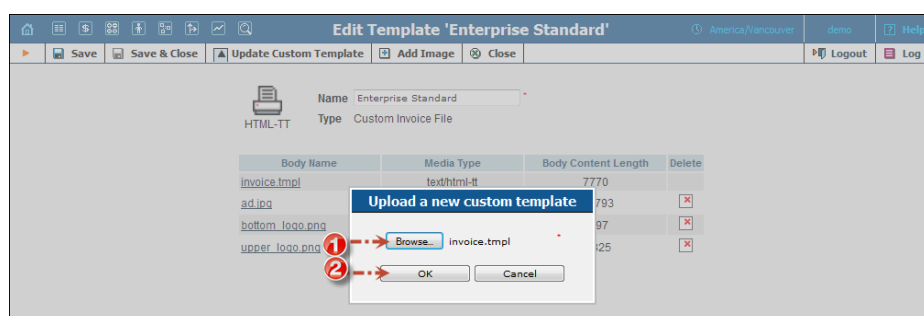 Edit Template 'Enterprise Standard' America/Vancouver demo Help
Save Save & Close Update Custom Template Add Image Close Logout Log
HTML-TT
Name Enterprise Standard *
Type Custom Invoice File
Body Name Media Type Body Content Length Delete
invoice.tmpl text/html-tt 7770
ad.jpg 793
bottom_logo.png 97
upper_logo.png 325
Upload a new custom template
1 Browse... invoice.tmpl *
2 OK Cancel